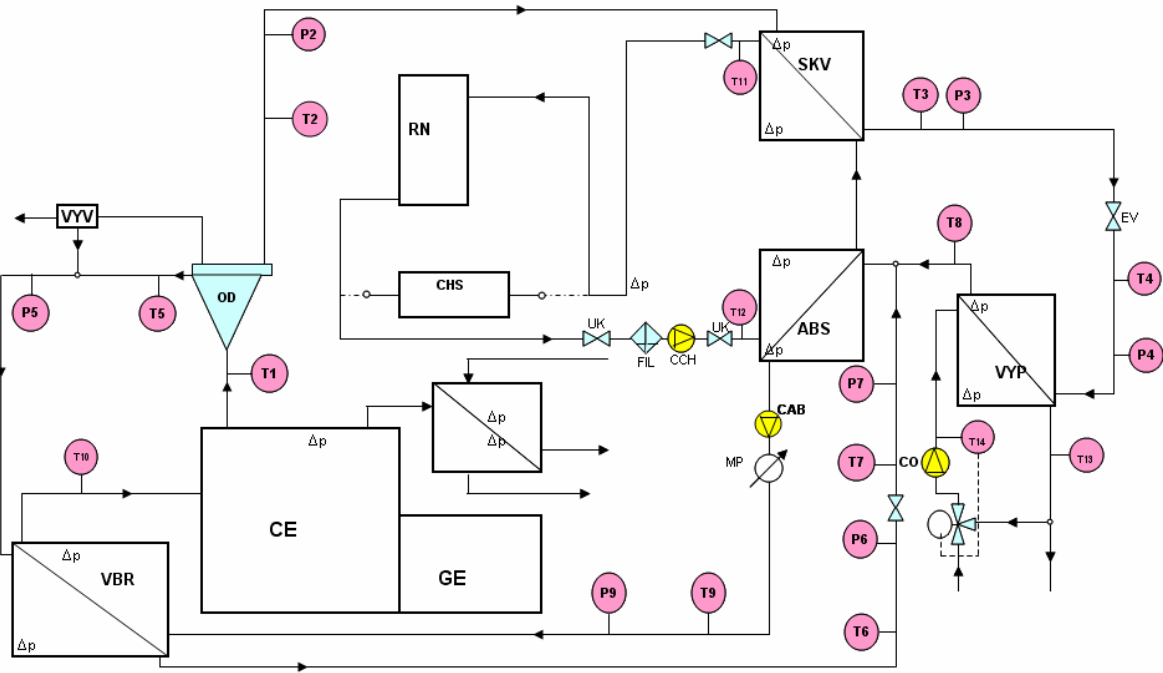 P2
Δp
SKV
T11
T3
P3
Δp
RN
T2
VYV
EV
T8
CHS
Δp
Δp
T4
OD
P5
T5
T12
ABS
Δp
UK
UK
FIL
CCH
Δp
P4
VYP
T1
P7
Δp
Δp
Δp
CAB
Δp
T10
MP
T7
CO
T14
T13
CE
P6
Δp
VBR
GE
P9
T9
T6
Δp